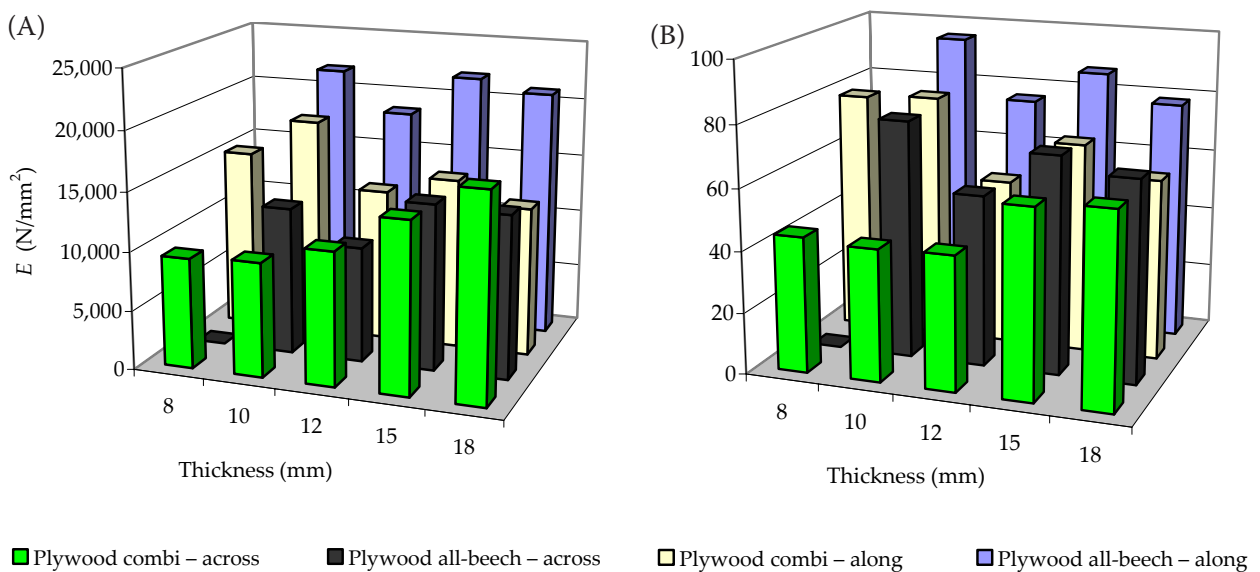 (A)
E (N/mm²)
25,000
20,000
15,000
10,000
5,000
0
8
10
12
15
18
Thickness (mm)
(B)
100
80
60
40
20
0
8
10
12
15
18
Thickness (mm)
Plywood combi – across
Plywood all-beech – across
Plywood combi – along
Plywood all-beech – along